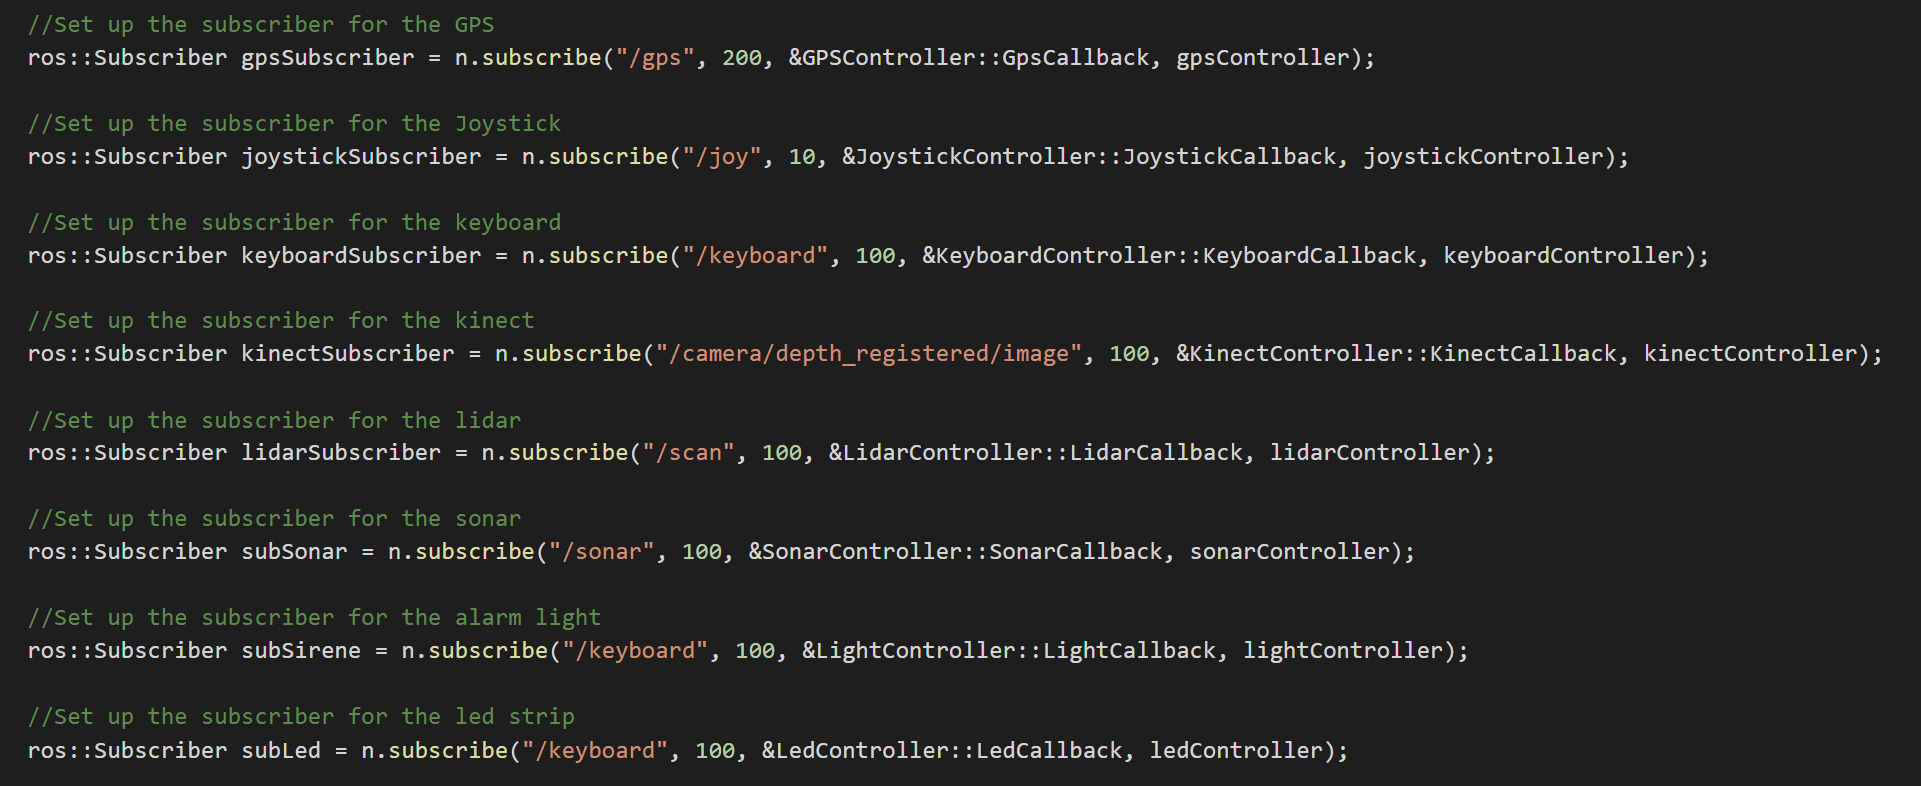 //Set up the subscriber for the GPS
ros::Subscriber gpsSubscriber = n.subscribe("/gps", 200, &GPSController::GpsCallback, gpsController);
//Set up the subscriber for the Joystick
ros::Subscriber joystickSubscriber = n.subscribe("/joy", 10, &JoystickController::JoystickCallback, joystickController);
//Set up the subscriber for the keyboard
ros::Subscriber keyboardSubscriber = n.subscribe("/keyboard", 100, &KeyboardController::KeyboardCallback, keyboardController);
//Set up the subscriber for the kinect
ros::Subscriber kinectSubscriber = n.subscribe("/camera/depth_registered/image", 100, &KinectController::KinectCallback, kinectController);
//Set up the subscriber for the lidar
ros::Subscriber lidarSubscriber = n.subscribe("/scan", 100, &LidarController::LidarCallback, lidarController);
//Set up the subscriber for the sonar
ros::Subscriber subSonar = n.subscribe("/sonar", 100, &SonarController::SonarCallback, sonarController);
//Set up the subscriber for the alarm light
ros::Subscriber subSirene = n.subscribe("/keyboard", 100, &LightController::LightCallback, lightController);
//Set up the subscriber for the led strip
ros::Subscriber subLed = n.subscribe("/keyboard", 100, &LedController::LedCallback, ledController);